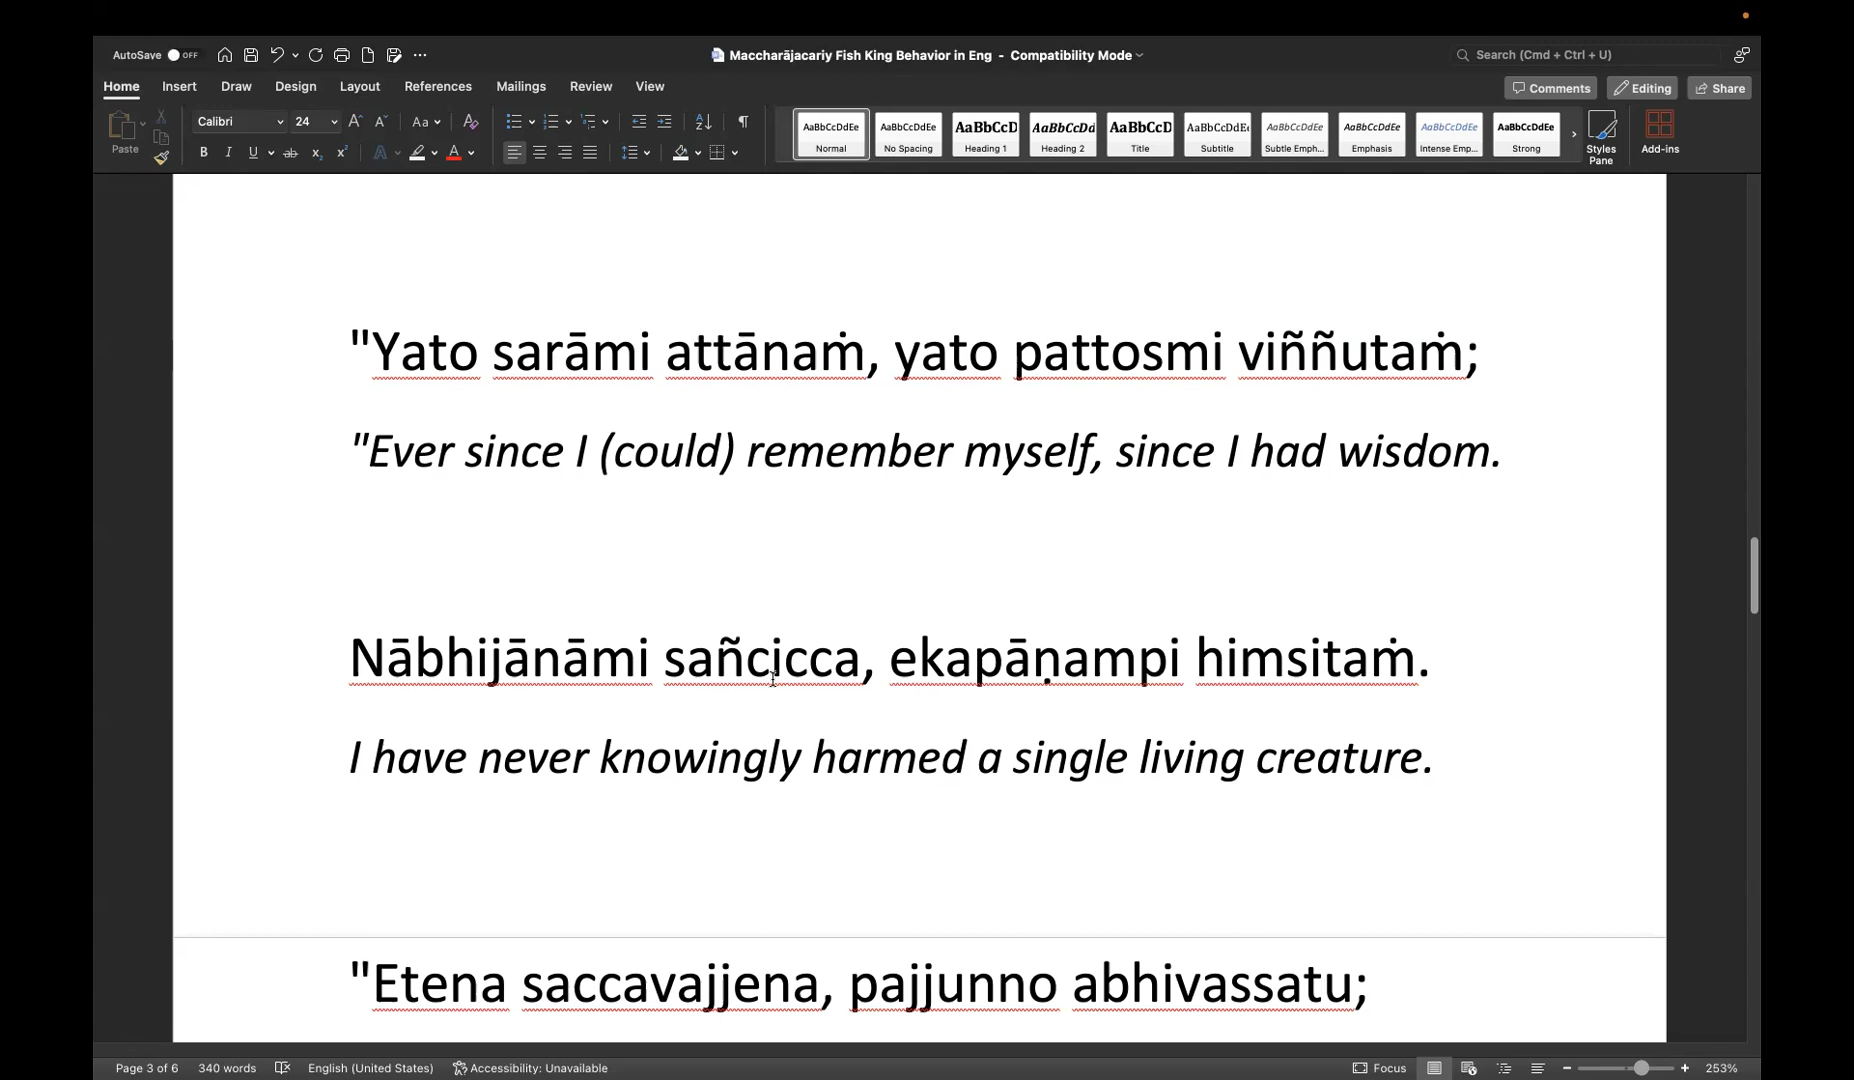 AutoSave OFF
Maccharājacariy Fish King Behavior in Eng - Compatibility Mode
Search (Cmd + Ctrl + U)
Home Insert Draw Design Layout References Mailings Review View
Comments Editing Share
Paste
Calibri 24
AaBbCcDdEe AaBbCcDdEe AaBbCcD AaBbCcDd AaBbCcD AaBbCcDdEe AaBbCcDdEe AaBbCcDdEe AaBbCcDdEe AaBbCcDdEe
Normal No Spacing Heading 1 Heading 2 Title Subtitle Subtle Emph... Emphasis Intense Emp... Strong
Styles Pane
Add-ins
"Yato sarāmi attānaṁ, yato pattosmi viññutaṁ;
"Ever since I (could) remember myself, since I had wisdom.
Nābhijānāmi sañcicca, ekapāṇampi himsitaṁ.
I have never knowingly harmed a single living creature.
"Etena saccavajjena, pajjunno abhivassatu;
Page 3 of 6 340 words English (United States) Accessibility: Unavailable Focus 253%